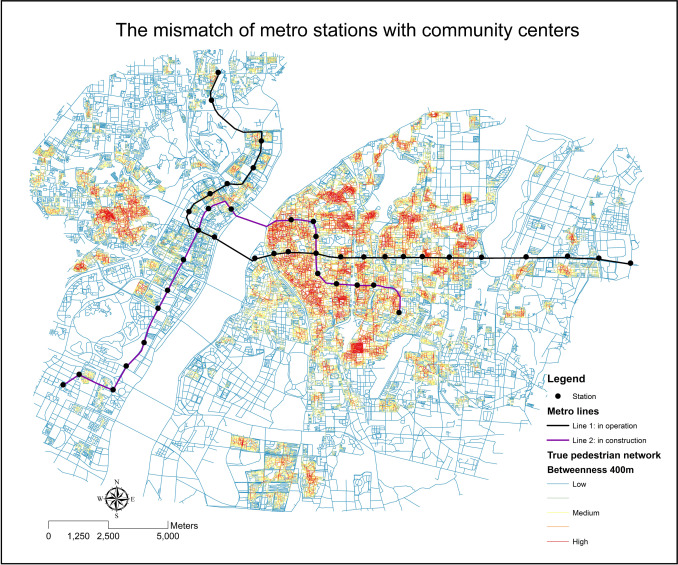 The mismatch of metro stations with community centers
Legend
Station
Metro lines
Line 1: in operation
Line 2: in construction
True pedestrian network
Betweenness 400m
Low
Medium
High
N
W E
S
Meters
0 1,250 2,500 5,000